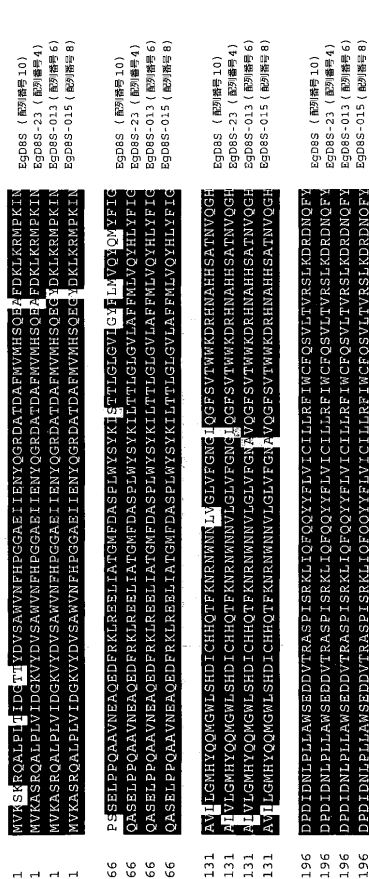 1 MVKSKRQALPLTIDGTTYDVSAWVNFHPGGAEIIENYQGRDATDAFMVMHSQEAFDKLKRMPKIN EgD8S (配列番号10)
1 MVKASRQALPLVIDGKVYDVSAWVNFHPGGAEIIENYQGRDATDAFMVMHSQEAFDKLKRMPKIN EgD8S-23 (配列番号4)
1 MVKASRQALPLVIDGKVYDVSAWVNFHPGGAEIIENYQGRDATDAFMVMHSQEGYDKLKRMPKIN EgD8S-013 (配列番号6)
1 MVKASRQALPLVIDGKVYDVSAWVNFHPGGAEIIENYQGRDATDAFMVMHSQEGYDKLKRMPKIN EgD8S-015 (配列番号8)
66 PSSELPPQAAVNEAQEDFRKLREELIATGMFDASPLWYSYKISTTLGLGVLGYFLMVQYQMYFIG EgD8S (配列番号10)
66 QASELPPQAAVNEAQEDFRKLREELIATGMFDASPLWYSYKILTTLGLGVLAFFMLVQYHLYFIG EgD8S-23 (配列番号4)
66 QASELPPQAAVNEAQEDFRKLREELIATGMFDASPLWYSYKILTTLGLGVLAFFMLVQYHLYFIG EgD8S-013 (配列番号6)
66 QASELPPQAAVNEAQEDFRKLREELIATGMFDASPLWYSYKILTTLGLGVLAFFMLVQYHLYFIG EgD8S-015 (配列番号8)
131 AVLLGMHYQQMGWLSHDICHHQTFKNRNWNNLVGLVFGNGLQGFSVTWWKDRHNAHHSATNVQGH EgD8S (配列番号10)
131 ALVLGMHYQQMGWLSHDICHHQTFKNRNWNNVLGLVFGNGLQGFSVTWWKDRHNAHHSATNVQGH EgD8S-23 (配列番号4)
131 ALVLGMHYQQMGWLSHDICHHQTFKNRNWNNVLGLVFGNAVQGFSVTWWKDRHNAHHSATNVQGH EgD8S-013 (配列番号6)
131 AVLLGMHYQQMGWLSHDICHHQTFKNRNWNNVLGLVFGNAVQGFSVTWWKDRHNAHHSATNVQGH EgD8S-015 (配列番号8)
196 DPDIDNLPLLAWSEDDVTRASPISRKLIQFQQYYFLVICILLRFIWCFQSVLTVRSLKDRDNQFY EgD8S (配列番号10)
196 DPDIDNLPLLAWSEDDVTRASPISRKLIQFQQYYFLVICILLRFIWCFQSVLTVRSLKDRDNQFY EgD8S-23 (配列番号4)
196 DPDIDNLPLLAWSEDDVTRASPISRKLIQFQQYYFLVICILLRFIWCFQSVLTVRSLKDRDNQFY EgD8S-013 (配列番号6)
196 DPDIDNLPLLAWSEDDVTRASPISRKLIQFQQYYFLVICILLRFIWCFQSVLTVRSLKDRDNQFY EgD8S-015 (配列番号8)